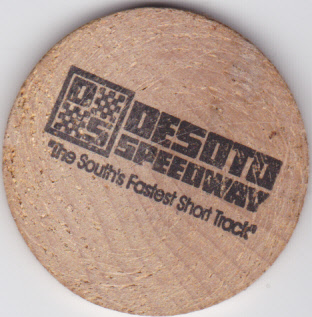 D
S
DESOTO
SPEEDWAY
"The South's Fastest Short Track"